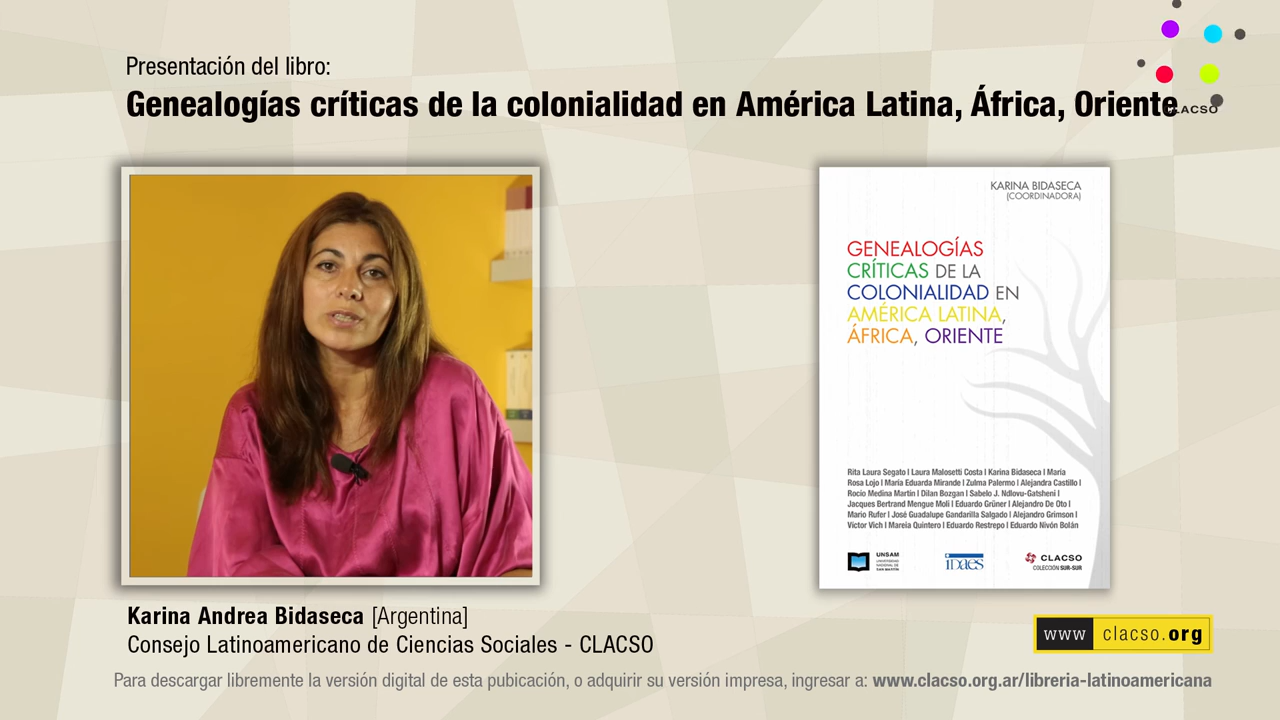 Presentación del libro:
Genealogías críticas de la colonialidad en América Latina, África, Oriente
CLACSO
KARINA BIDASECA
(COORDINADORA)
GENEALOGÍAS
CRÍTICAS DE LA
COLONIALIDAD EN
AMÉRICA LATINA,
ÁFRICA, ORIENTE
Rita Laura Segato | Laura Malosetti Costa | Karina Bidaseca | María
Rosa Lojo | María Eduarda Mirande | Zulma Palermo | Alejandra Castillo |
Rocío Medina Martín | Dilan Bozgan | Sabelo J. Ndlovu-Gatsheni |
Jacques Bertrand Mengue Moli | Eduardo Grüner | Alejandro De Oto |
Mario Rufer | José Guadalupe Gandarilla Salgado | Alejandro Grimson |
Víctor Vich | Mareia Quintero | Eduardo Restrepo | Eduardo Nivón Bolán
UNSAM
UNIVERSIDAD
NACIONAL DE
SAN MARTÍN
idaes
CLACSO
COLECCIÓN SUR-SUR
Karina Andrea Bidaseca [Argentina]
Consejo Latinoamericano de Ciencias Sociales - CLACSO
www clacso.org
Para descargar libremente la versión digital de esta pubicación, o adquirir su versión impresa, ingresar a: www.clacso.org.ar/libreria-latinoamericana